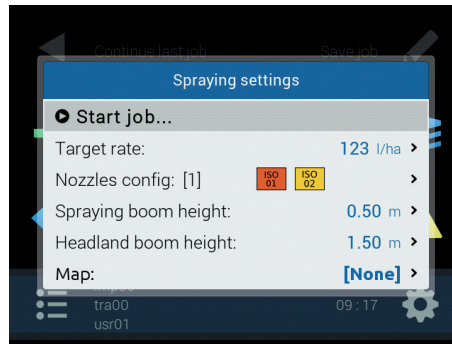 Continue last job Save job
Spraying settings
Start job...
Target rate: 123 l/ha
Nozzles config: [1] ISO 01 ISO 02
Spraying boom height: 0.50 m
Headland boom height: 1.50 m
Map: [None]
tra00 09:17
usr01